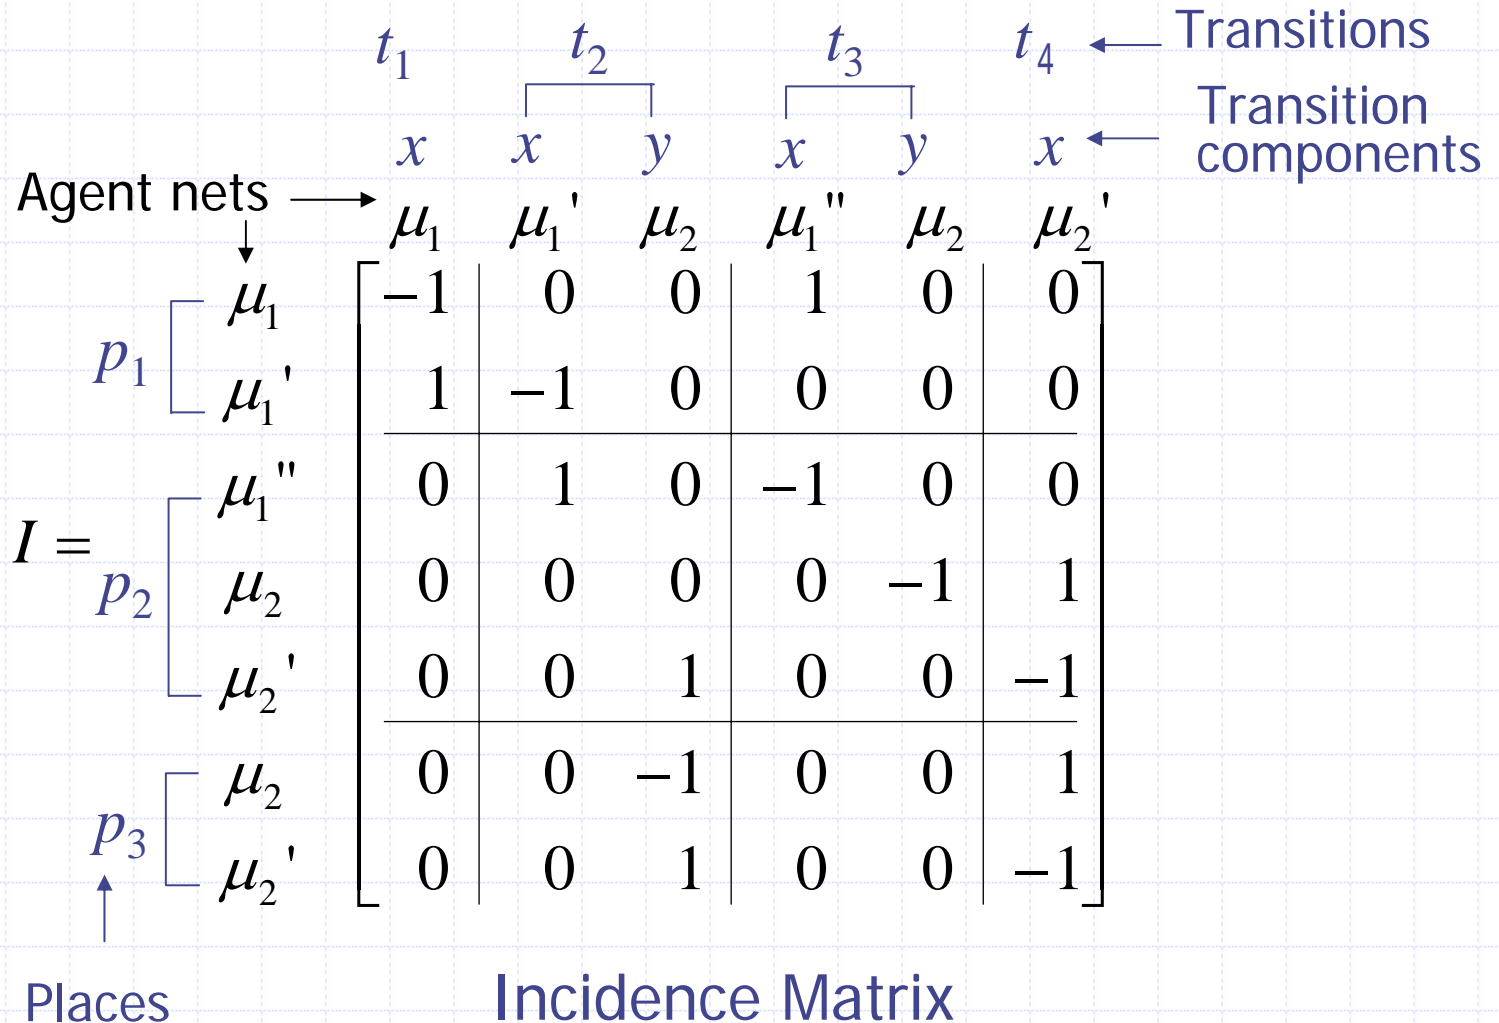 t1 t2 t3 t4 Transitions
x x y x y x Transition components
Agent nets μ1 μ1' μ2 μ1" μ2 μ2'
p1 μ1 −1 0 0 1 0 0
μ1' 1 −1 0 0 0 0
I = p2 μ1" 0 1 0 −1 0 0
μ2 0 0 0 0 −1 1
μ2' 0 0 1 0 0 −1
p3 μ2 0 0 −1 0 0 1
μ2' 0 0 1 0 0 −1
Places Incidence Matrix